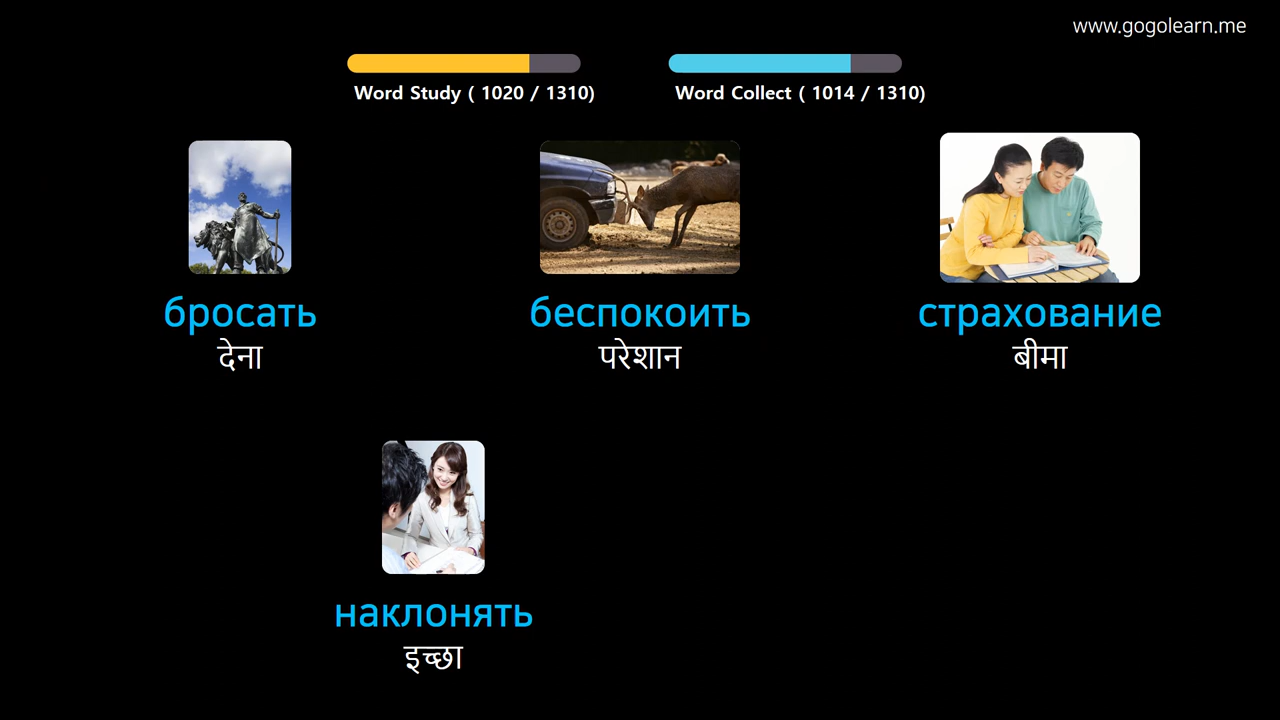 www.gogolearn.me
Word Study ( 1020 / 1310)
Word Collect ( 1014 / 1310)
бросать
देना
беспокоить
परेशान
страхование
बीमा
наклонять
इच्छा